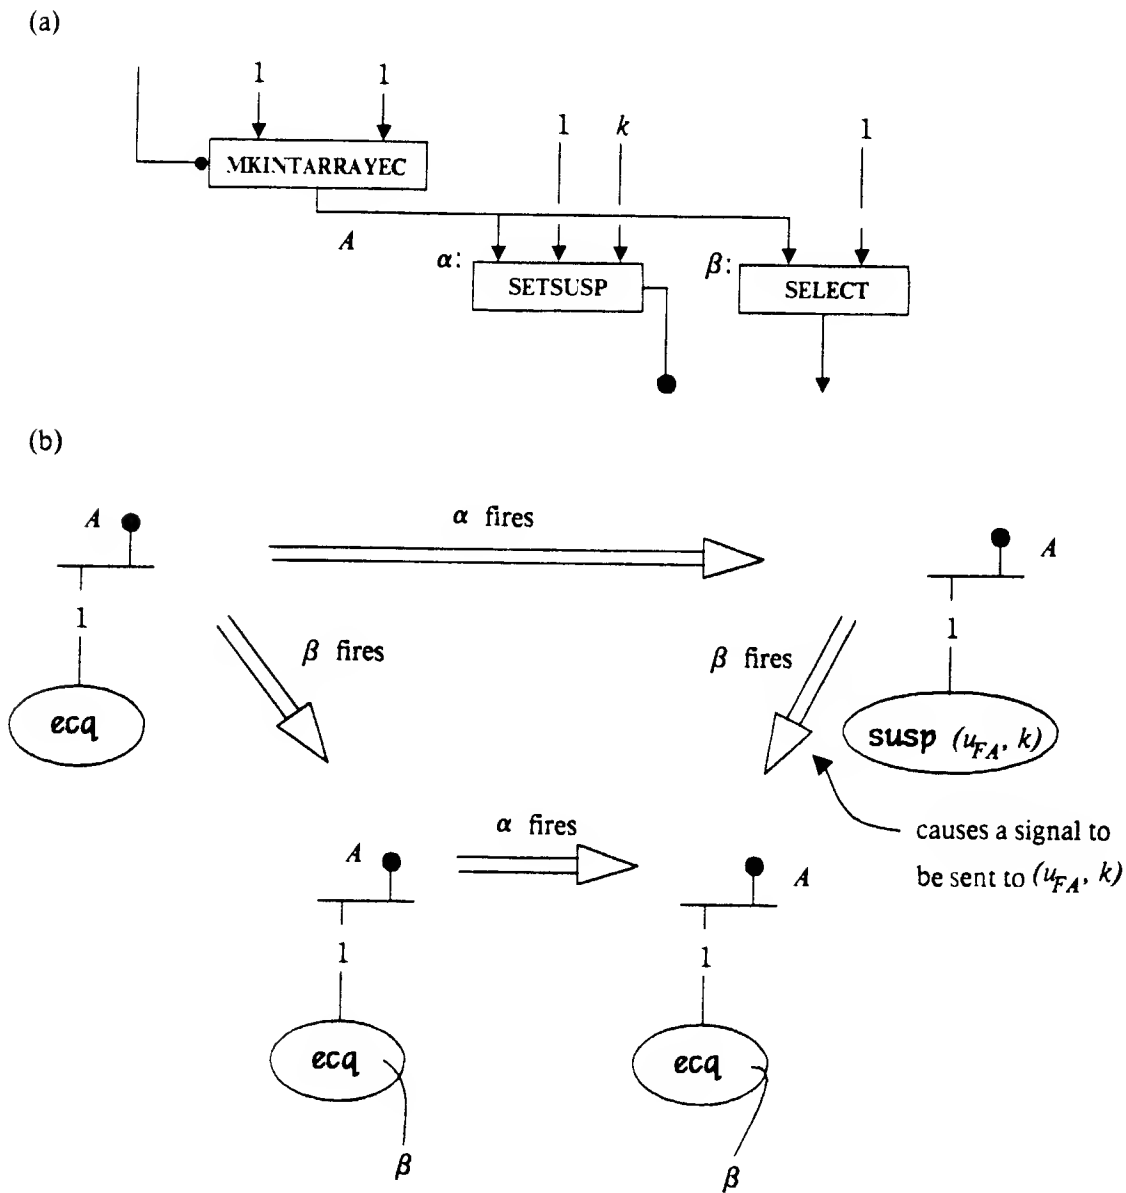 (a)
1 1
1 k 1
MKINTARRAYEC
A
α: β:
SETSUSP SELECT
(b)
A α fires A
1 1
β fires β fires
ecq susp (u_FA, k)
α fires causes a signal to
be sent to (u_FA, k)
A A
1 1
ecq ecq
β β